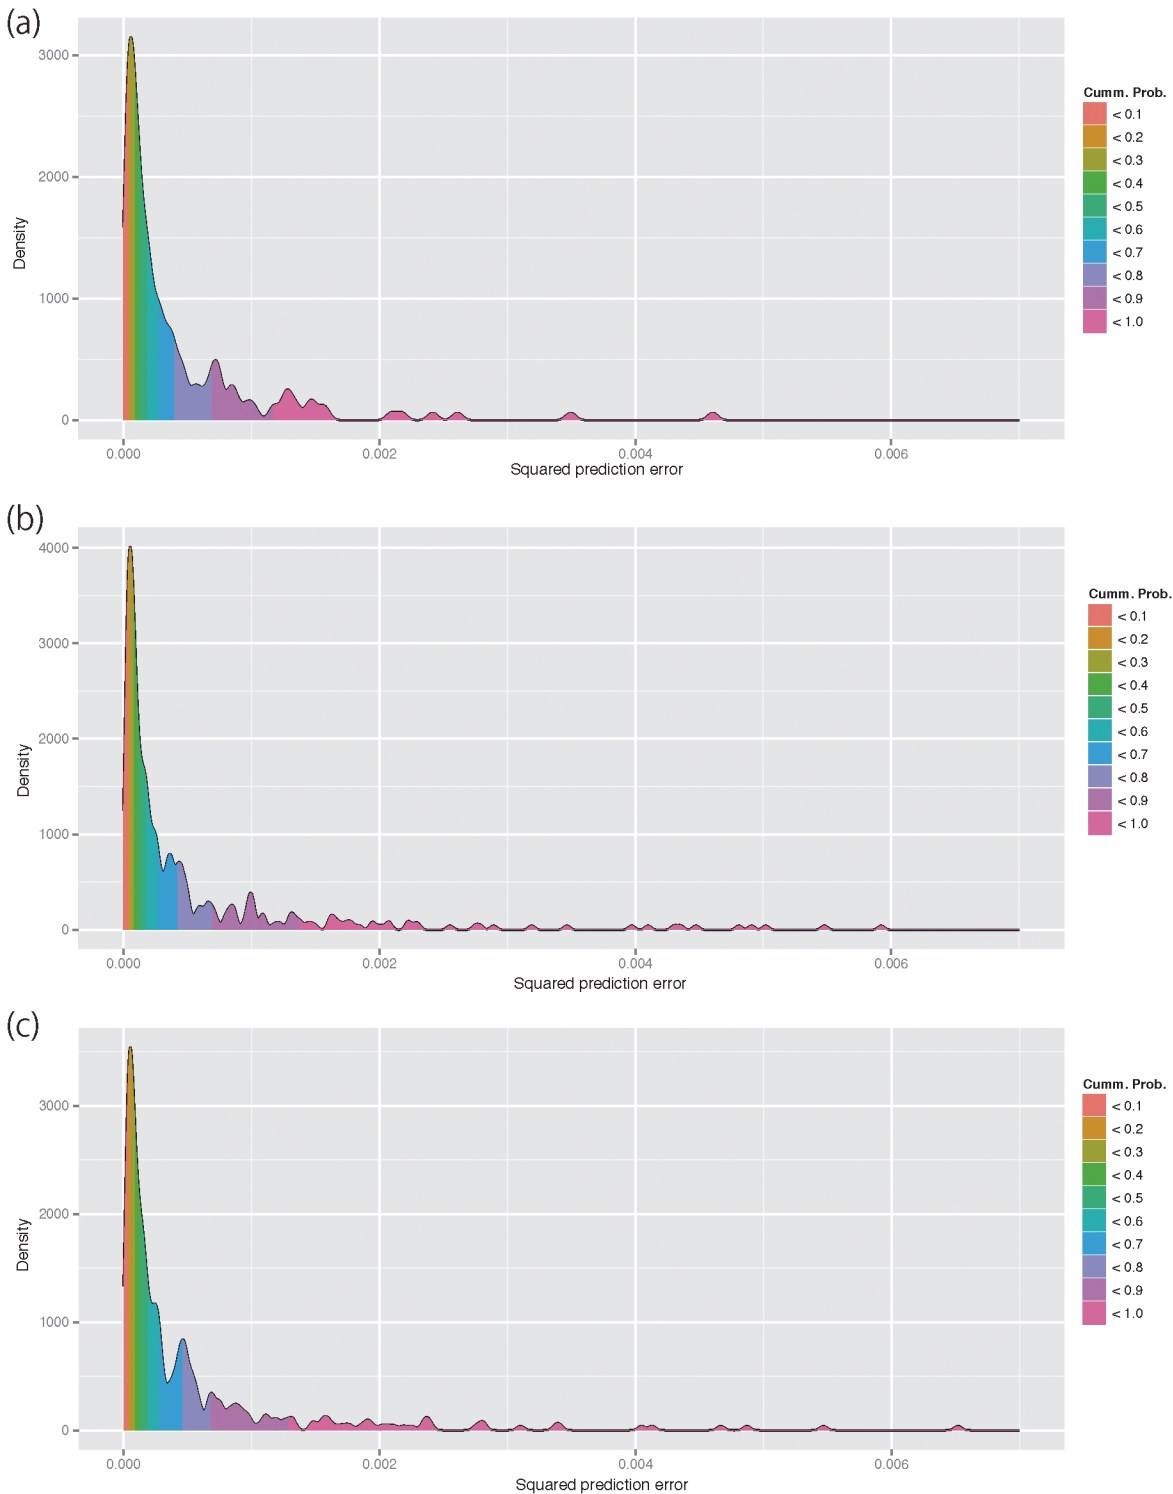 (a)
3000
2000
1000
0
Density
0.000 0.002 0.004 0.006
Squared prediction error
Cumm. Prob.
< 0.1
< 0.2
< 0.3
< 0.4
< 0.5
< 0.6
< 0.7
< 0.8
< 0.9
< 1.0
(b)
4000
3000
2000
1000
0
Density
0.000 0.002 0.004 0.006
Squared prediction error
Cumm. Prob.
< 0.1
< 0.2
< 0.3
< 0.4
< 0.5
< 0.6
< 0.7
< 0.8
< 0.9
< 1.0
(c)
3000
2000
1000
0
Density
0.000 0.002 0.004 0.006
Squared prediction error
Cumm. Prob.
< 0.1
< 0.2
< 0.3
< 0.4
< 0.5
< 0.6
< 0.7
< 0.8
< 0.9
< 1.0